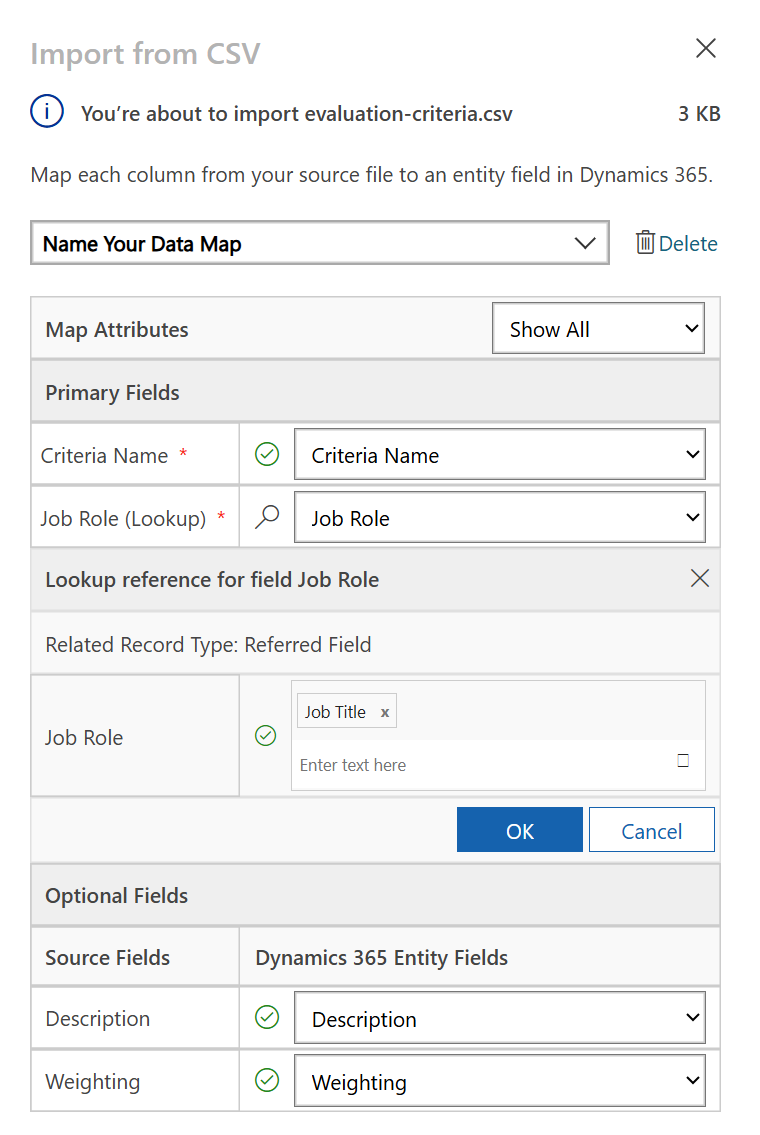 Import from CSV
You’re about to import evaluation-criteria.csv 3 KB
Map each column from your source file to an entity field in Dynamics 365.
Name Your Data Map Delete
Map Attributes Show All
Primary Fields
Criteria Name * Criteria Name
Job Role (Lookup) * Job Role
Lookup reference for field Job Role
Related Record Type: Referred Field
Job Title x
Job Role
Enter text here
OK Cancel
Optional Fields
Source Fields Dynamics 365 Entity Fields
Description Description
Weighting Weighting